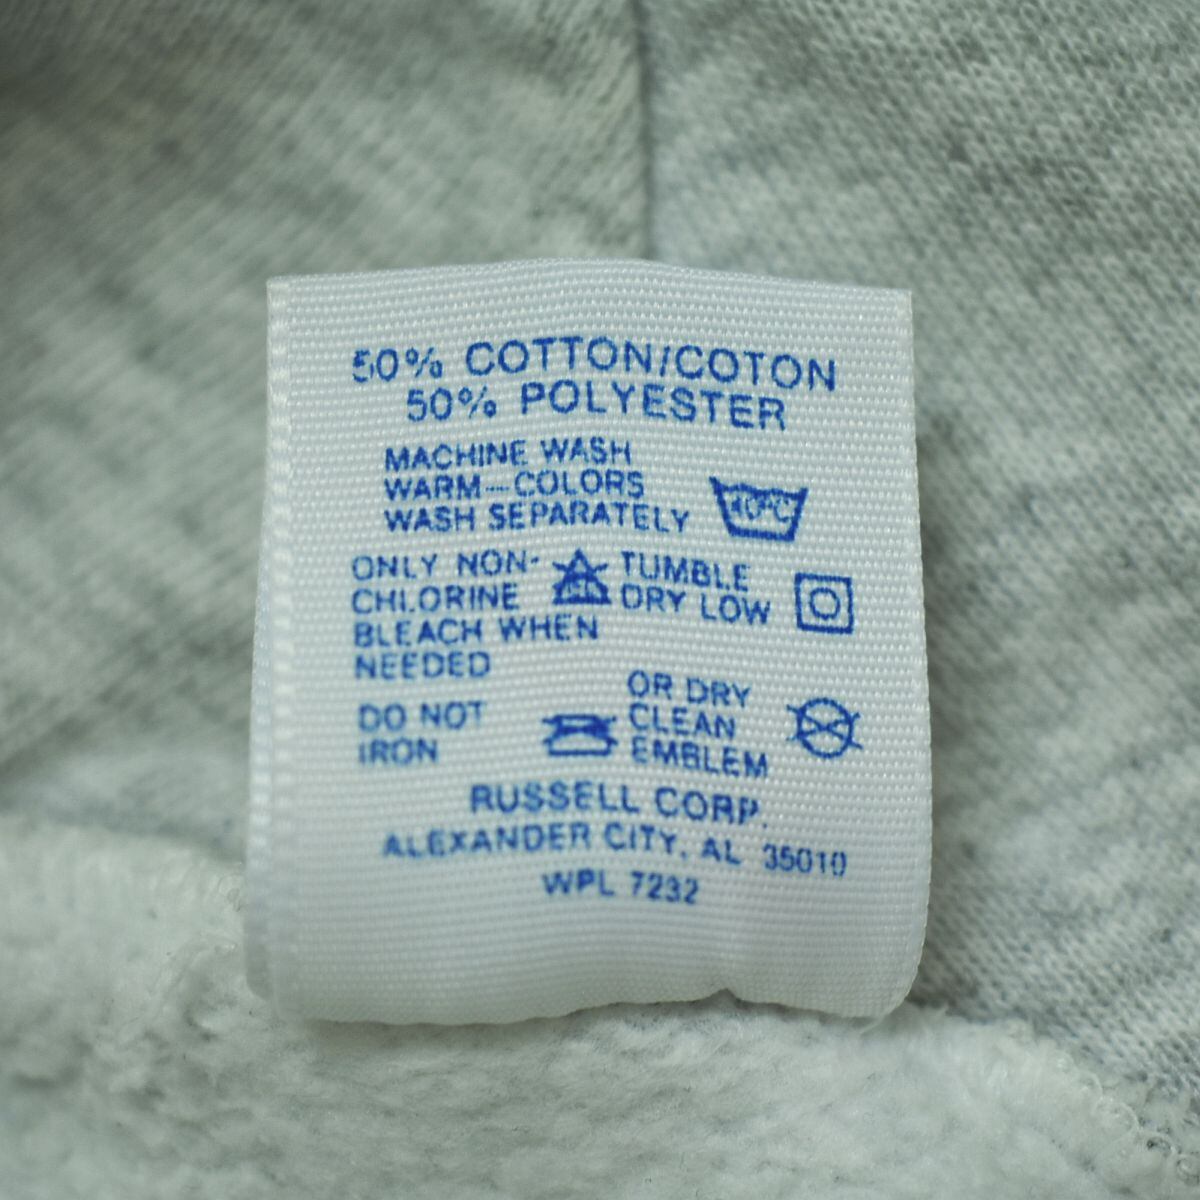 50% COTTON/COTON
50% POLYESTER
MACHINE WASH
WARM—COLORS
WASH SEPARATELY
40°C
ONLY NON-
CHLORINE
BLEACH WHEN
NEEDED
TUMBLE
DRY LOW
DO NOT
IRON
OR DRY
CLEAN
EMBLEM
RUSSELL CORP.
ALEXANDER CITY, AL 35010
WPL 7232